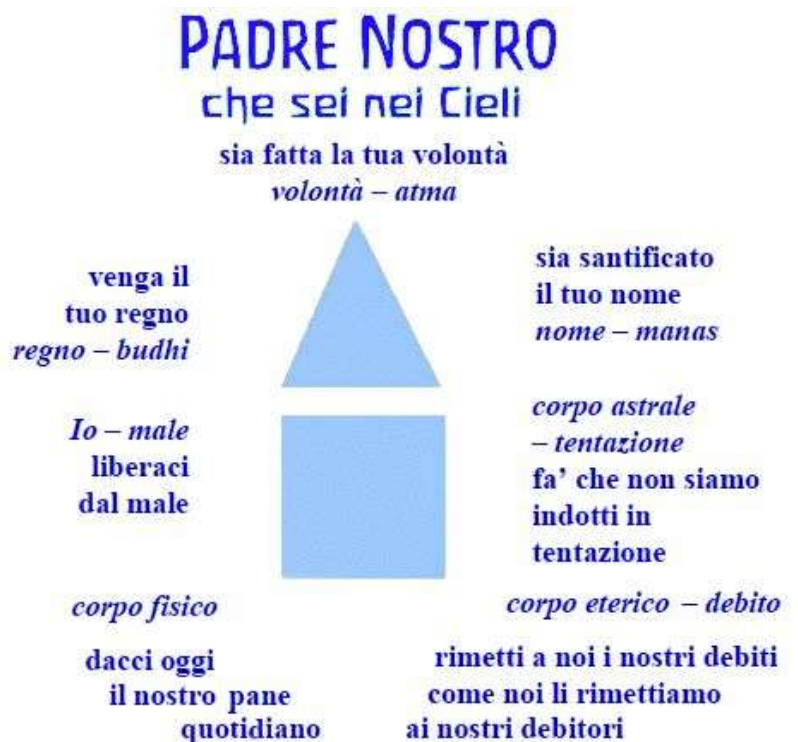 PADRE NOSTRO
che sei nei Cieli
sia fatta la tua volontà
volontà – atma
venga il
tuo regno
regno – budhi
sia santificato
il tuo nome
nome – manas
Io – male
liberaci
dal male
corpo astrale
– tentazione
fa’ che non siamo
indotti in
tentazione
corpo fisico
dacci oggi
il nostro pane
quotidiano
corpo eterico – debito
rimetti a noi i nostri debiti
come noi li rimettiamo
ai nostri debitori